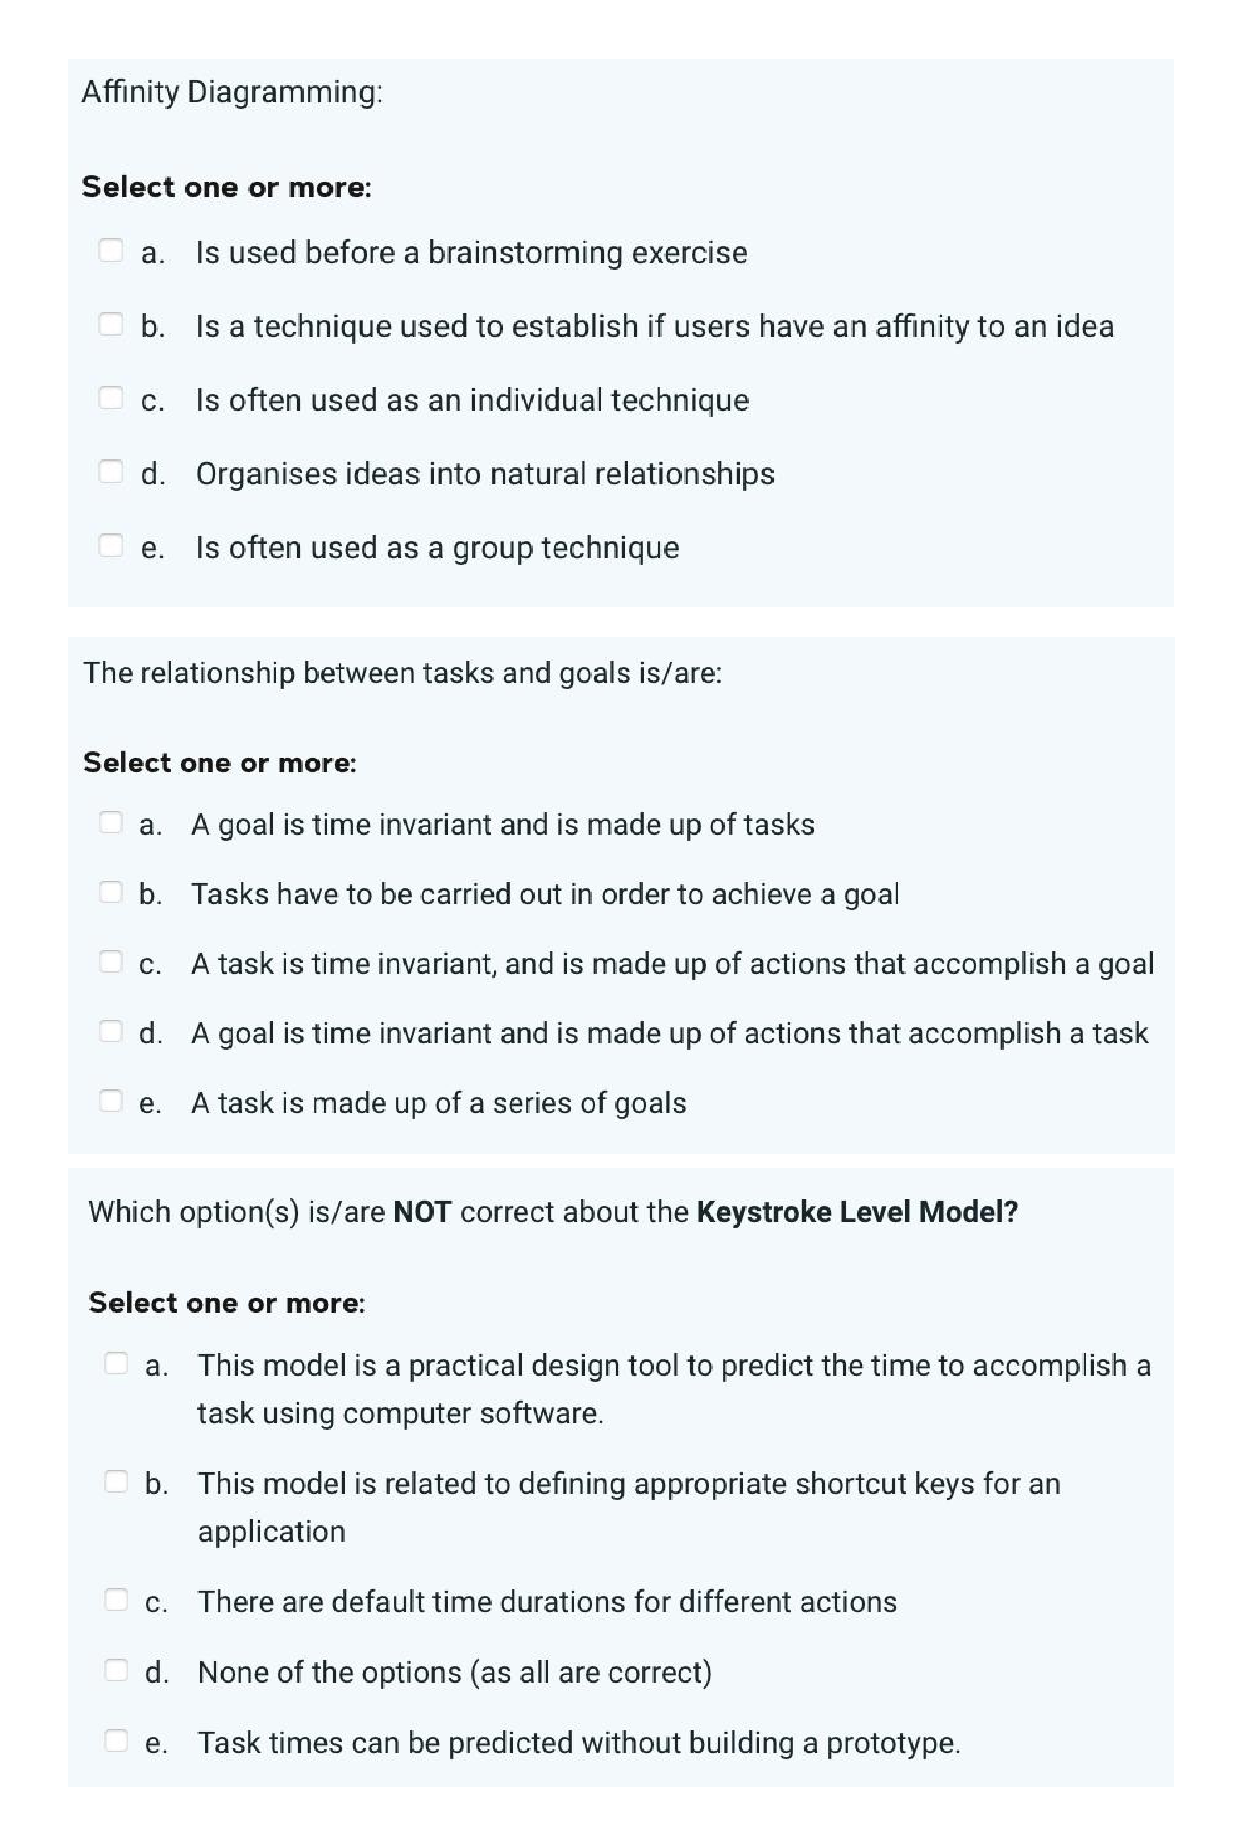 Affinity Diagramming:
Select one or more:
a. Is used before a brainstorming exercise
b. Is a technique used to establish if users have an affinity to an idea
c. Is often used as an individual technique
d. Organises ideas into natural relationships
e. Is often used as a group technique
The relationship between tasks and goals is/are:
Select one or more:
a. A goal is time invariant and is made up of tasks
b. Tasks have to be carried out in order to achieve a goal
c. A task is time invariant, and is made up of actions that accomplish a goal
d. A goal is time invariant and is made up of actions that accomplish a task
e. A task is made up of a series of goals
Which option(s) is/are NOT correct about the Keystroke Level Model?
Select one or more:
a. This model is a practical design tool to predict the time to accomplish a
task using computer software.
b. This model is related to defining appropriate shortcut keys for an
application
c. There are default time durations for different actions
d. None of the options (as all are correct)
e. Task times can be predicted without building a prototype.